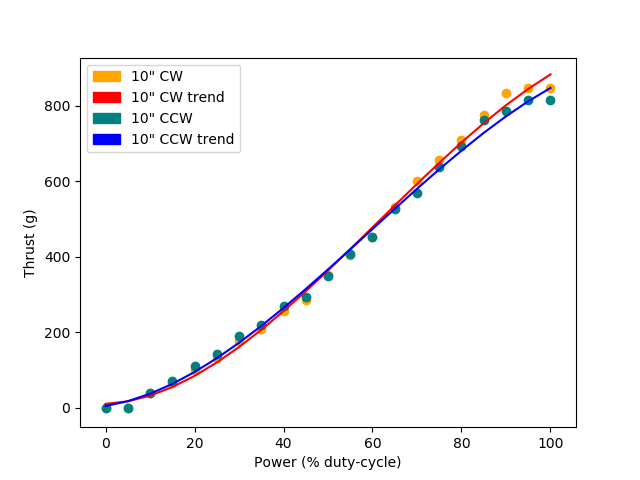 10" CW
10" CW trend
10" CCW
10" CCW trend
800
600
400
200
0
Thrust (g)
0 20 40 60 80 100
Power (% duty-cycle)